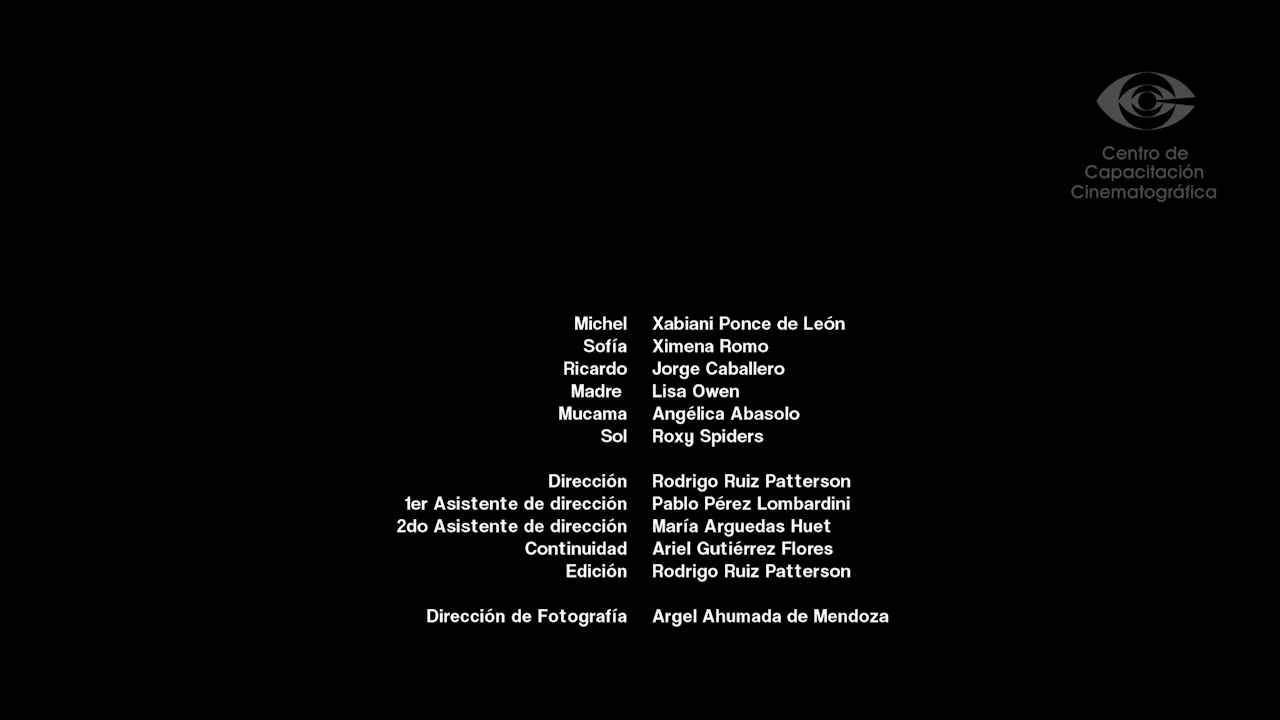 Centro de
Capacitación
Cinematográfica
Michel Xabiani Ponce de León
Sofía Ximena Romo
Ricardo Jorge Caballero
Madre Lisa Owen
Mucama Angélica Abasolo
Sol Roxy Spiders
Dirección Rodrigo Ruiz Patterson
1er Asistente de dirección Pablo Pérez Lombardini
2do Asistente de dirección María Arguedas Huet
Continuidad Ariel Gutiérrez Flores
Edición Rodrigo Ruiz Patterson
Dirección de Fotografía Argel Ahumada de Mendoza